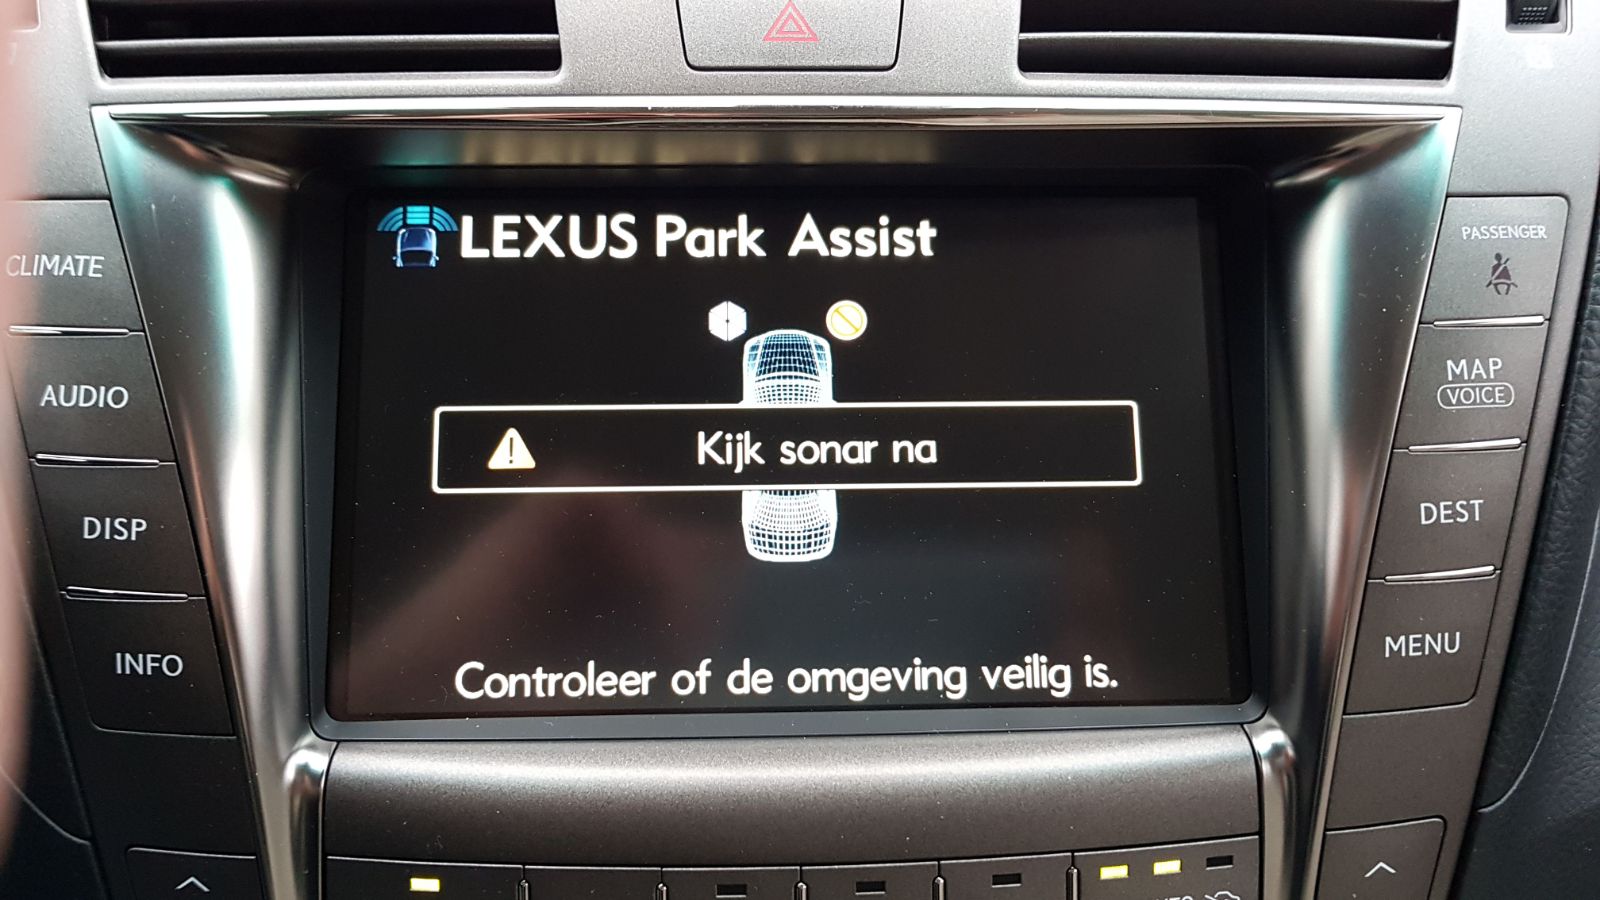 LEXUS Park Assist
CLIMATE
PASSENGER
AUDIO
MAP
VOICE
Kijk sonar na
DISP
DEST
INFO
MENU
Controleer of de omgeving veilig is.